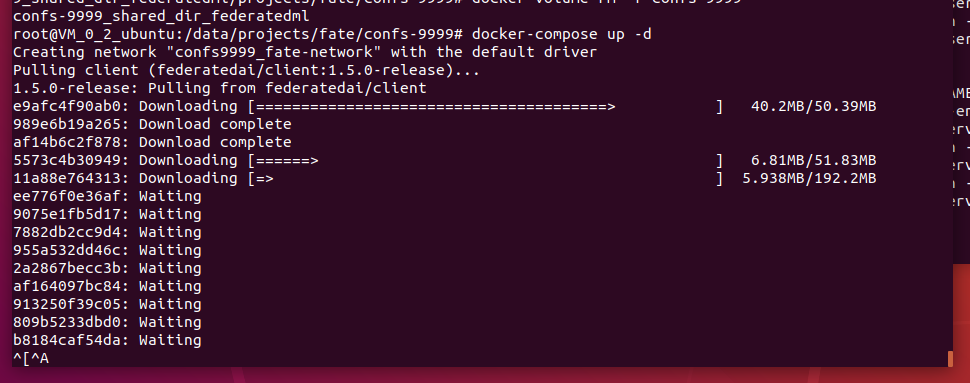 confs-9999_shared_dir_federatedml
root@VM_0_2_ubuntu:/data/projects/fate/confs-9999# docker-compose up -d
Creating network "confs9999_fate-network" with the default driver
Pulling client (federatedai/client:1.5.0-release)...
1.5.0-release: Pulling from federatedai/client
e9afc4f90ab0: Downloading [=======================================>           ]   40.2MB/50.39MB
989e6b19a265: Download complete
af14b6c2f878: Download complete
5573c4b30949: Downloading [======>                                            ]   6.81MB/51.83MB
11a88e764313: Downloading [=>                                                 ]  5.938MB/192.2MB
ee776f0e36af: Waiting
9075e1fb5d17: Waiting
7882db2cc9d4: Waiting
955a532dd46c: Waiting
2a2867becc3b: Waiting
af164097bc84: Waiting
913250f39c05: Waiting
809b5233dbd0: Waiting
b8184caf54da: Waiting
^[^A